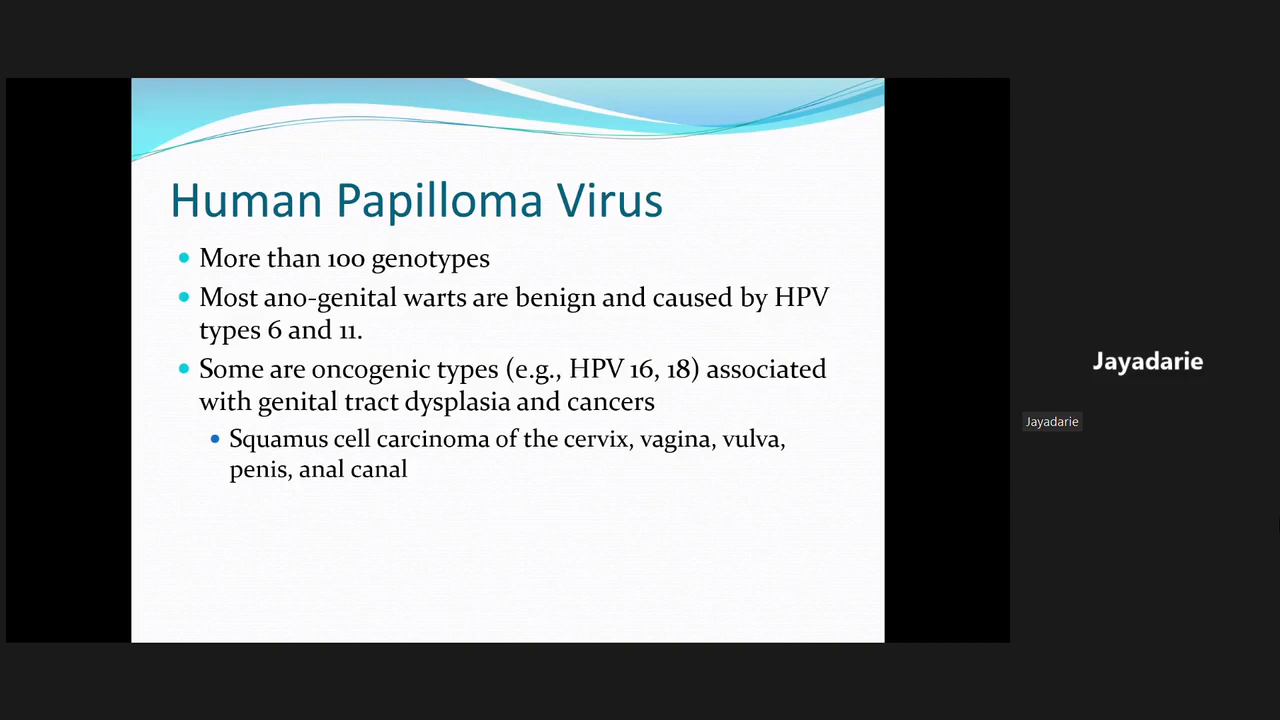 Human Papilloma Virus
More than 100 genotypes
Most ano-genital warts are benign and caused by HPV
types 6 and 11.
Some are oncogenic types (e.g., HPV 16, 18) associated
with genital tract dysplasia and cancers
Squamus cell carcinoma of the cervix, vagina, vulva,
penis, anal canal
Jayadarie
Jayadarie